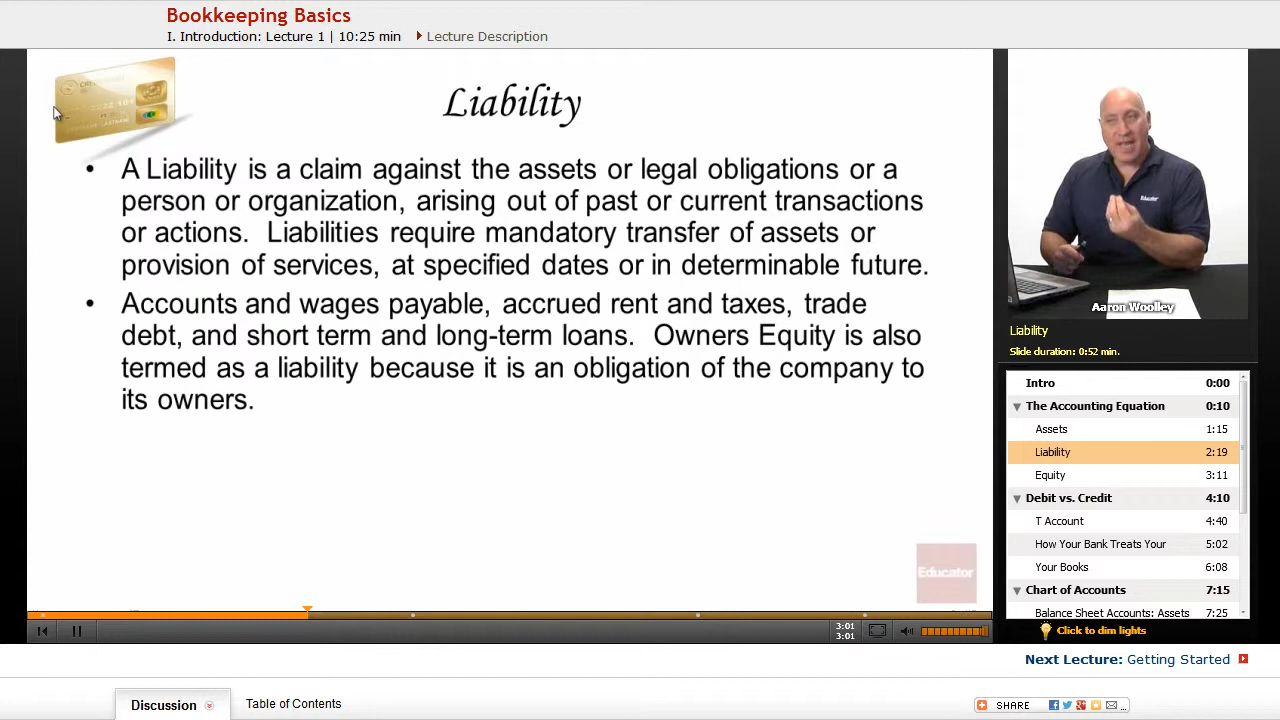 Bookkeeping Basics
I. Introduction: Lecture 1 | 10:25 min
Lecture Description
Liability
• A Liability is a claim against the assets or legal obligations or a
person or organization, arising out of past or current transactions
or actions. Liabilities require mandatory transfer of assets or
provision of services, at specified dates or in determinable future.
• Accounts and wages payable, accrued rent and taxes, trade
debt, and short term and long-term loans. Owners Equity is also
termed as a liability because it is an obligation of the company to
its owners.
Educator
3:01
3:01
Educator
Aaron Woolley
Liability
Slide duration: 0:52 min.
Intro 0:00
The Accounting Equation 0:10
Assets 1:15
Liability 2:19
Equity 3:11
Debit vs. Credit 4:10
T Account 4:40
How Your Bank Treats Your 5:02
Your Books 6:08
Chart of Accounts 7:15
Balance Sheet Accounts: Assets 7:25
Click to dim lights
Next Lecture: Getting Started
Discussion
Table of Contents
SHARE